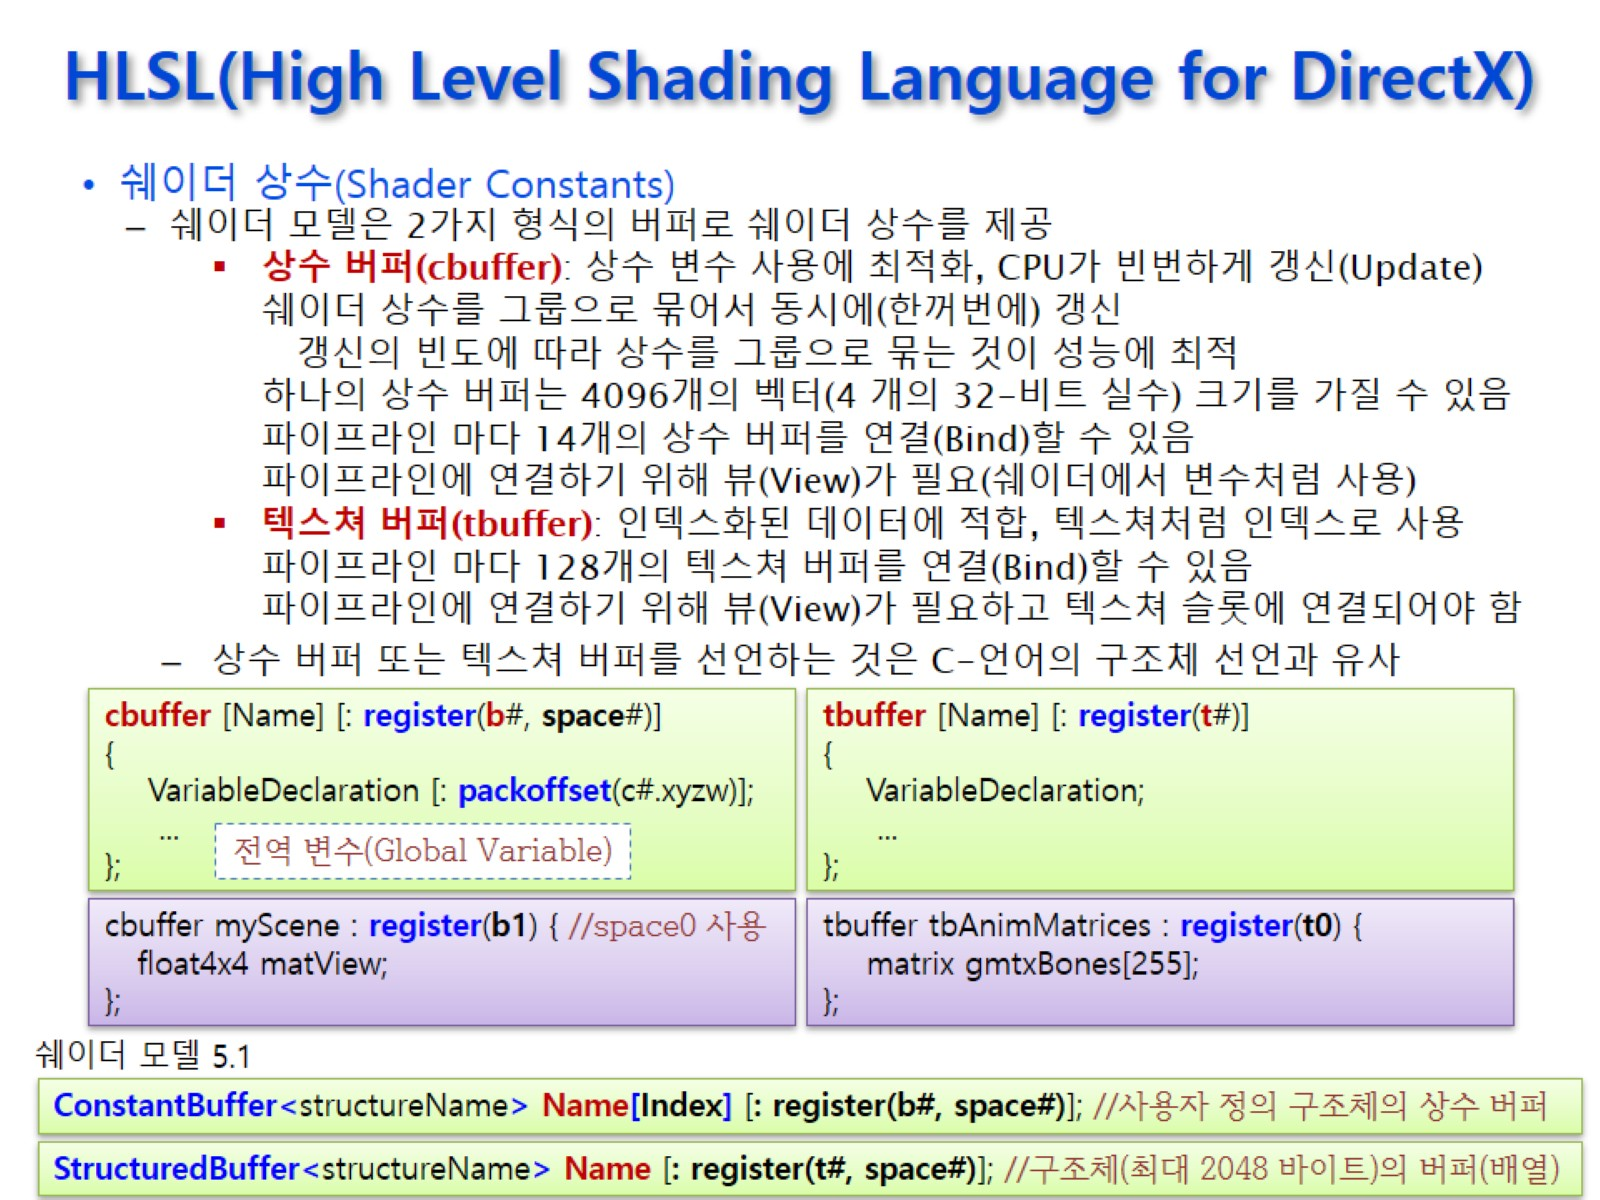 HLSL(High Level Shading Language for DirectX)
• 쉐이더 상수(Shader Constants)
– 쉐이더 모델은 2가지 형식의 버퍼로 쉐이더 상수를 제공
▪ 상수 버퍼(cbuffer): 상수 변수 사용에 최적화, CPU가 빈번하게 갱신(Update)
쉐이더 상수를 그룹으로 묶어서 동시에(한꺼번에) 갱신
갱신의 빈도에 따라 상수를 그룹으로 묶는 것이 성능에 최적
하나의 상수 버퍼는 4096개의 벡터(4 개의 32-비트 실수) 크기를 가질 수 있음
파이프라인 마다 14개의 상수 버퍼를 연결(Bind)할 수 있음
파이프라인에 연결하기 위해 뷰(View)가 필요(쉐이더에서 변수처럼 사용)
▪ 텍스쳐 버퍼(tbuffer): 인덱스화된 데이터에 적합, 텍스쳐처럼 인덱스로 사용
파이프라인 마다 128개의 텍스쳐 버퍼를 연결(Bind)할 수 있음
파이프라인에 연결하기 위해 뷰(View)가 필요하고 텍스쳐 슬롯에 연결되어야 함
– 상수 버퍼 또는 텍스쳐 버퍼를 선언하는 것은 C-언어의 구조체 선언과 유사
cbuffer [Name] [: register(b#, space#)]
{
VariableDeclaration [: packoffset(c#.xyzw)];
...
전역 변수(Global Variable)
};
tbuffer [Name] [: register(t#)]
{
VariableDeclaration;
...
};
cbuffer myScene : register(b1) { //space0 사용
float4x4 matView;
};
tbuffer tbAnimMatrices : register(t0) {
matrix gmtxBones[255];
};
쉐이더 모델 5.1
ConstantBuffer<structureName> Name[Index] [: register(b#, space#)]; //사용자 정의 구조체의 상수 버퍼
StructuredBuffer<structureName> Name [: register(t#, space#)]; //구조체(최대 2048 바이트)의 버퍼(배열)